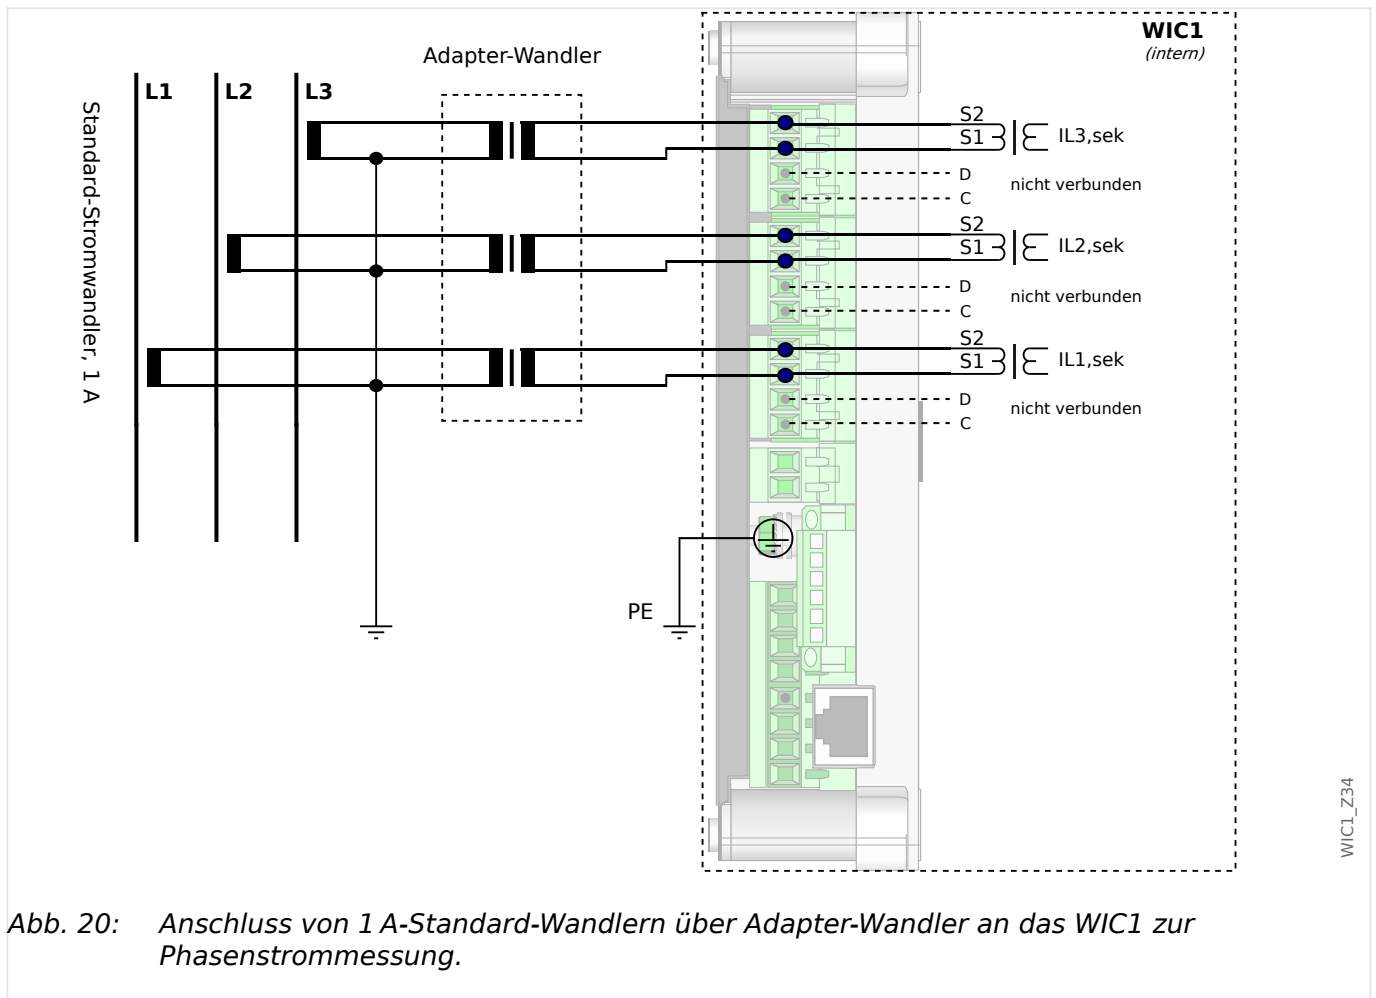 WIC1
(intern)
Adapter-Wandler
L1
L2
L3
Standard-Stromwandler, 1 A
S2
S1
IL3,sek
D
nicht verbunden
C
S2
S1
IL2,sek
D
nicht verbunden
C
S2
S1
IL1,sek
D
nicht verbunden
C
PE
WIC1_Z34
Abb. 20: Anschluss von 1 A-Standard-Wandlern über Adapter-Wandler an das WIC1 zur
Phasenstrommessung.